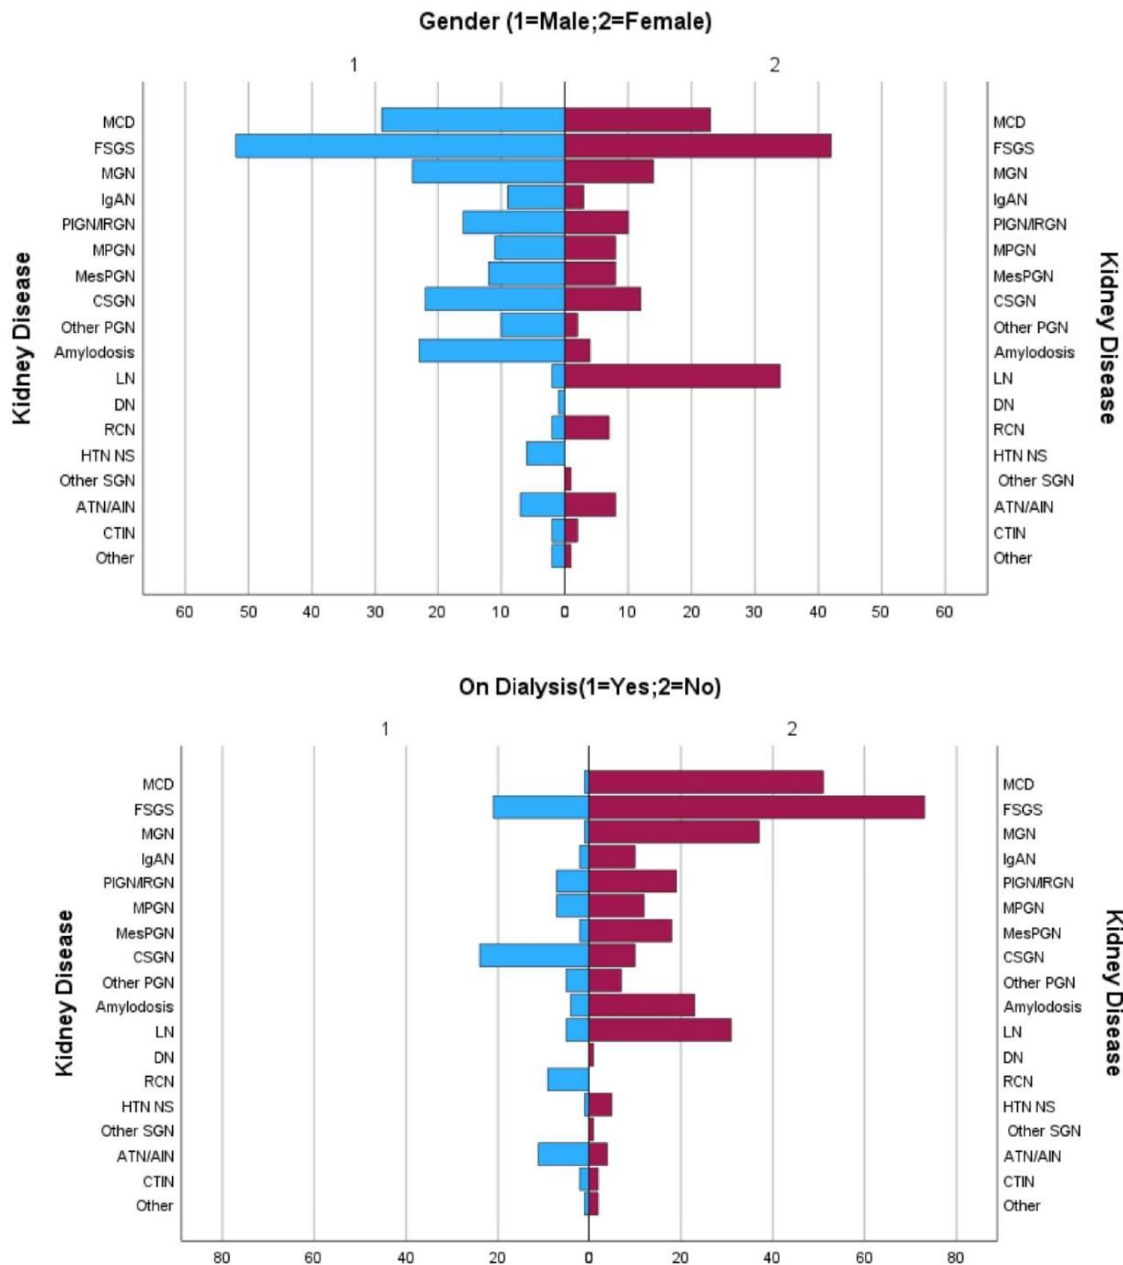 Gender (1=Male;2=Female)
1 2
MCD MCD
FSGS FSGS
MGN MGN
IgAN IgAN
PIGN/IRGN PIGN/IRGN
MPGN MPGN
MesPGN MesPGN
CSGN CSGN
Other PGN Other PGN
Amylodosis Amylodosis
LN LN
DN DN
RCN RCN
HTN NS HTN NS
Other SGN Other SGN
ATN/AIN ATN/AIN
CTIN CTIN
Other Other
Kidney Disease
Kidney Disease
60 50 40 30 20 10 0 10 20 30 40 50 60
On Dialysis(1=Yes;2=No)
1 2
MCD MCD
FSGS FSGS
MGN MGN
IgAN IgAN
PIGN/IRGN PIGN/IRGN
MPGN MPGN
MesPGN MesPGN
CSGN CSGN
Other PGN Other PGN
Amylodosis Amylodosis
LN LN
DN DN
RCN RCN
HTN NS HTN NS
Other SGN Other SGN
ATN/AIN ATN/AIN
CTIN CTIN
Other Other
Kidney Disease
Kidney Disease
80 60 40 20 0 20 40 60 80